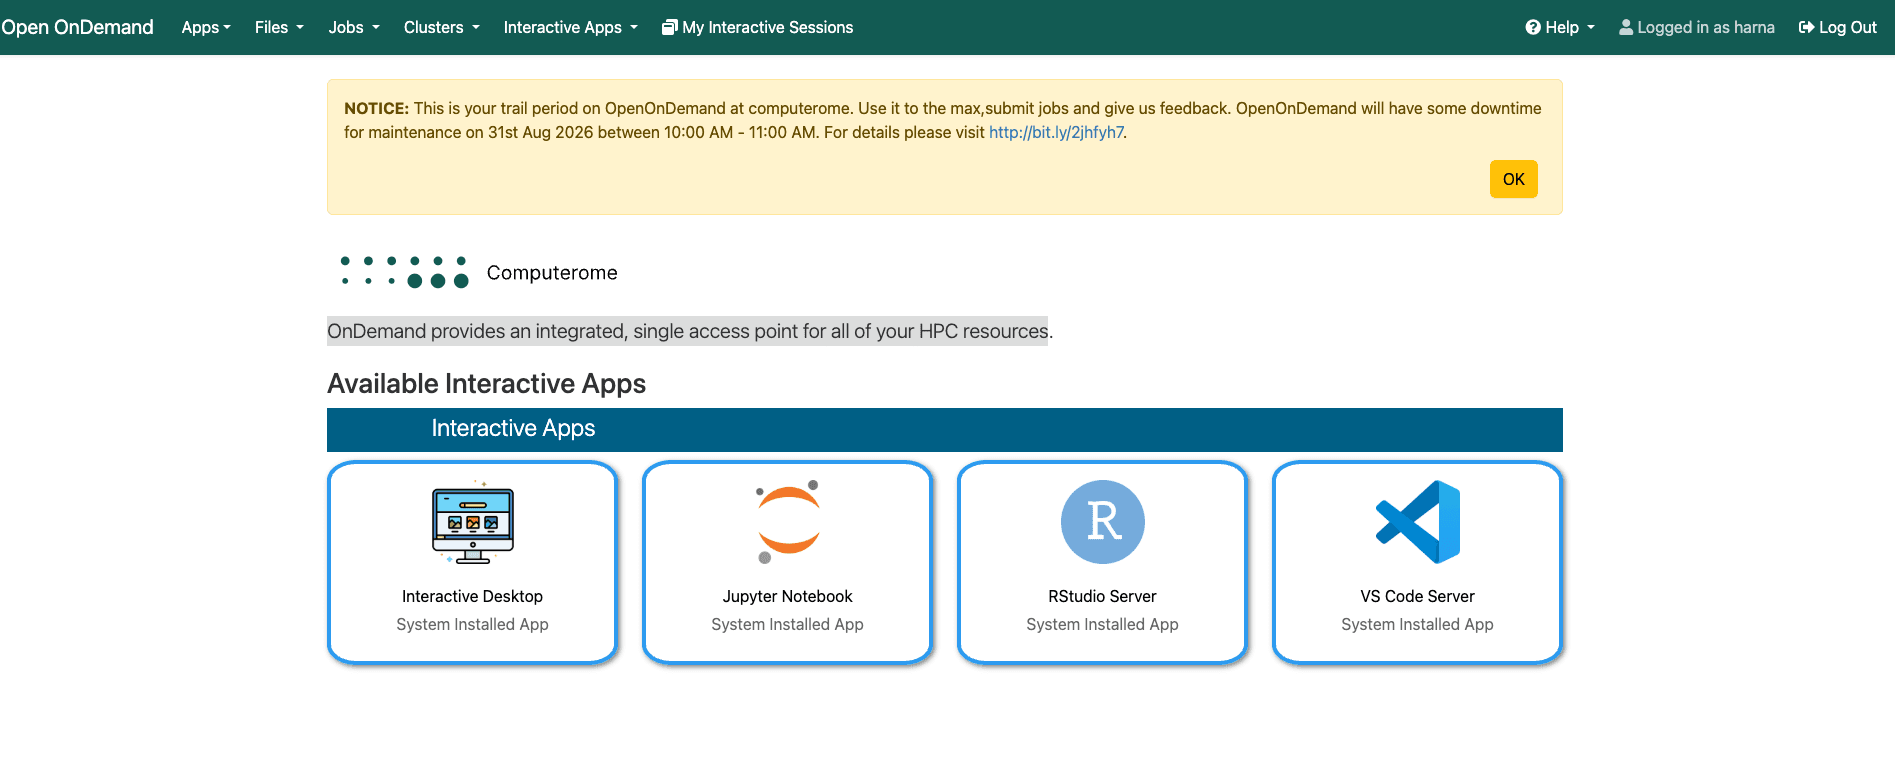 Open OnDemand Apps Files Jobs Clusters Interactive Apps My Interactive Sessions Help Logged in as harna Log Out
NOTICE: This is your trail period on OpenOnDemand at computerome. Use it to the max,submit jobs and give us feedback. OpenOnDemand will have some downtime
for maintenance on 31st Aug 2026 between 10:00 AM - 11:00 AM. For details please visit http://bit.ly/2jhfyh7.
OK
Computerome
OnDemand provides an integrated, single access point for all of your HPC resources.
Available Interactive Apps
Interactive Apps
R
Interactive Desktop Jupyter Notebook RStudio Server VS Code Server
System Installed App System Installed App System Installed App System Installed App